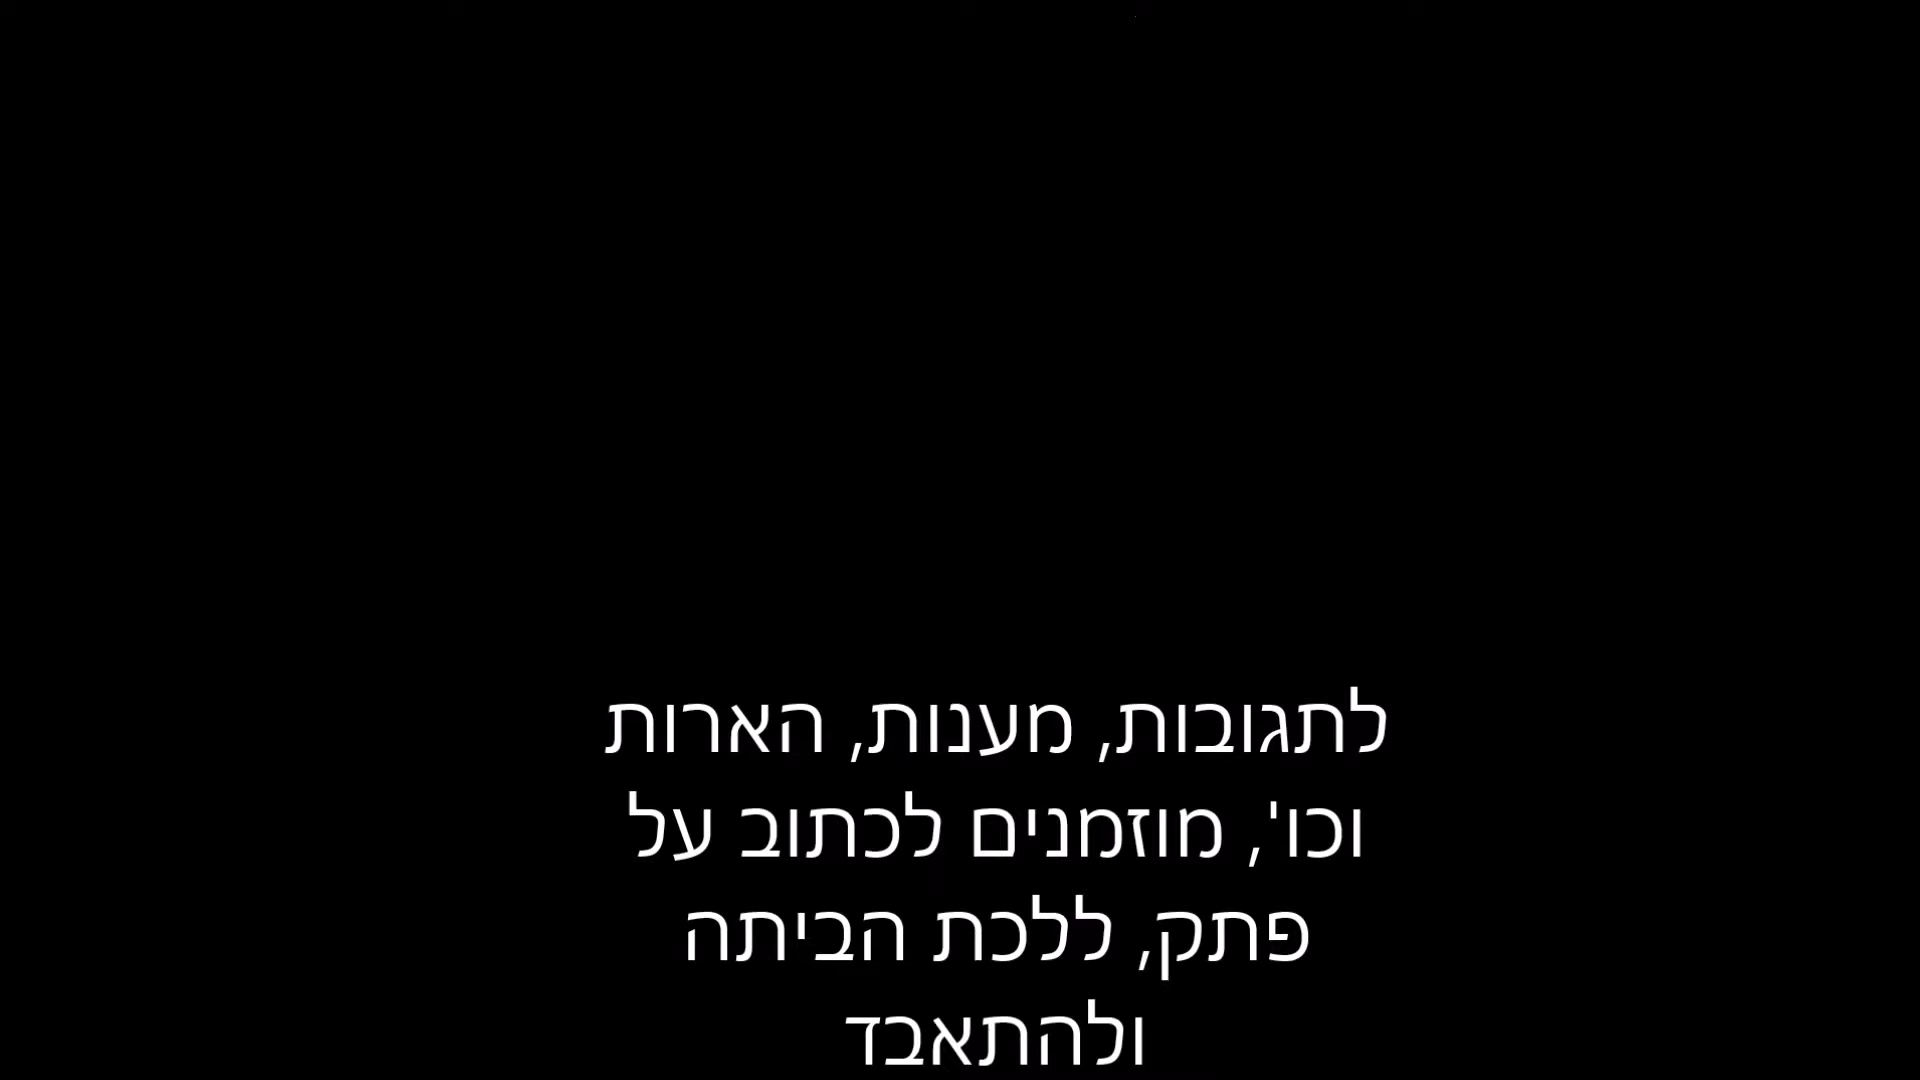 לתגובות, מענות, הארות
וכו', מוזמנים לכתוב על
פתק, ללכת הביתה
ולהתאבד